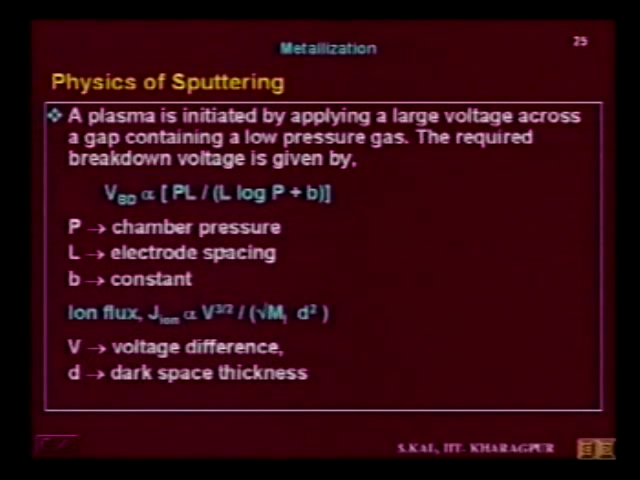 Metallization
25
Physics of Sputtering
❖ A plasma is initiated by applying a large voltage across
a gap containing a low pressure gas. The required
breakdown voltage is given by,
V_BD ∝ [ PL / (L log P + b)]
P → chamber pressure
L → electrode spacing
b → constant
Ion flux, J_ion ∝ V^3/2 / (√M_i d^2 )
V → voltage difference,
d → dark space thickness
S.KAL, IIT- KHARAGPUR